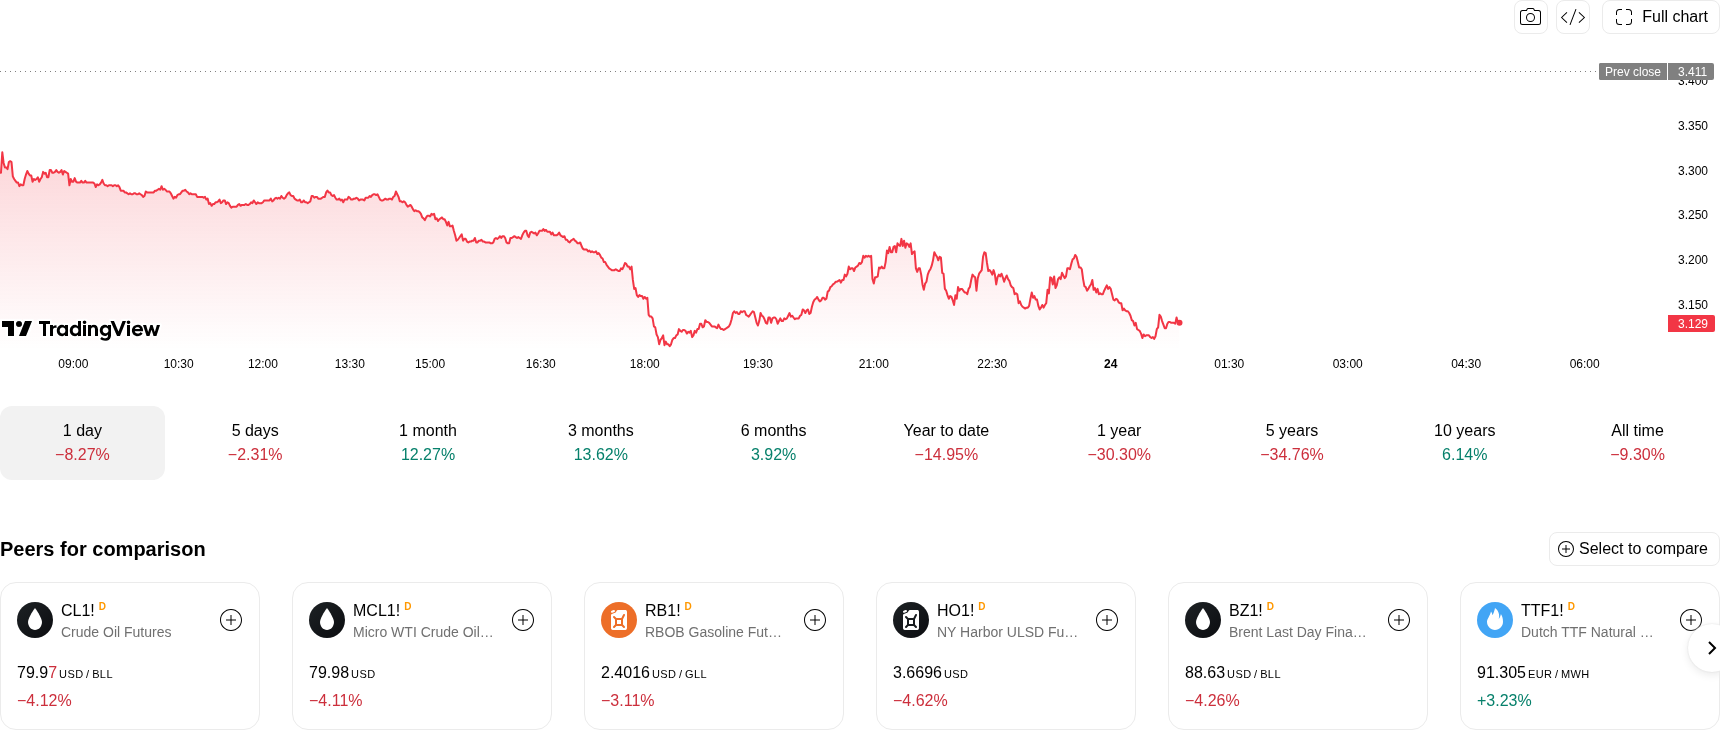 Full chart
Prev close 3.411
3.400
3.350
3.300
3.250
3.200
3.150
3.129
TradingView
09:00 10:30 12:00 13:30 15:00 16:30 18:00 19:30 21:00 22:30 24 01:30 03:00 04:30 06:00
1 day 5 days 1 month 3 months 6 months Year to date 1 year 5 years 10 years All time
−8.27% −2.31% 12.27% 13.62% 3.92% −14.95% −30.30% −34.76% 6.14% −9.30%
Peers for comparison
Select to compare
CL1! D
Crude Oil Futures
79.97 USD / BLL
−4.12%
MCL1! D
Micro WTI Crude Oil…
79.98 USD
−4.11%
RB1! D
RBOB Gasoline Fut…
2.4016 USD / GLL
−3.11%
HO1! D
NY Harbor ULSD Fu…
3.6696 USD
−4.62%
BZ1! D
Brent Last Day Fina…
88.63 USD / BLL
−4.26%
TTF1! D
Dutch TTF Natural …
91.305 EUR / MWH
+3.23%